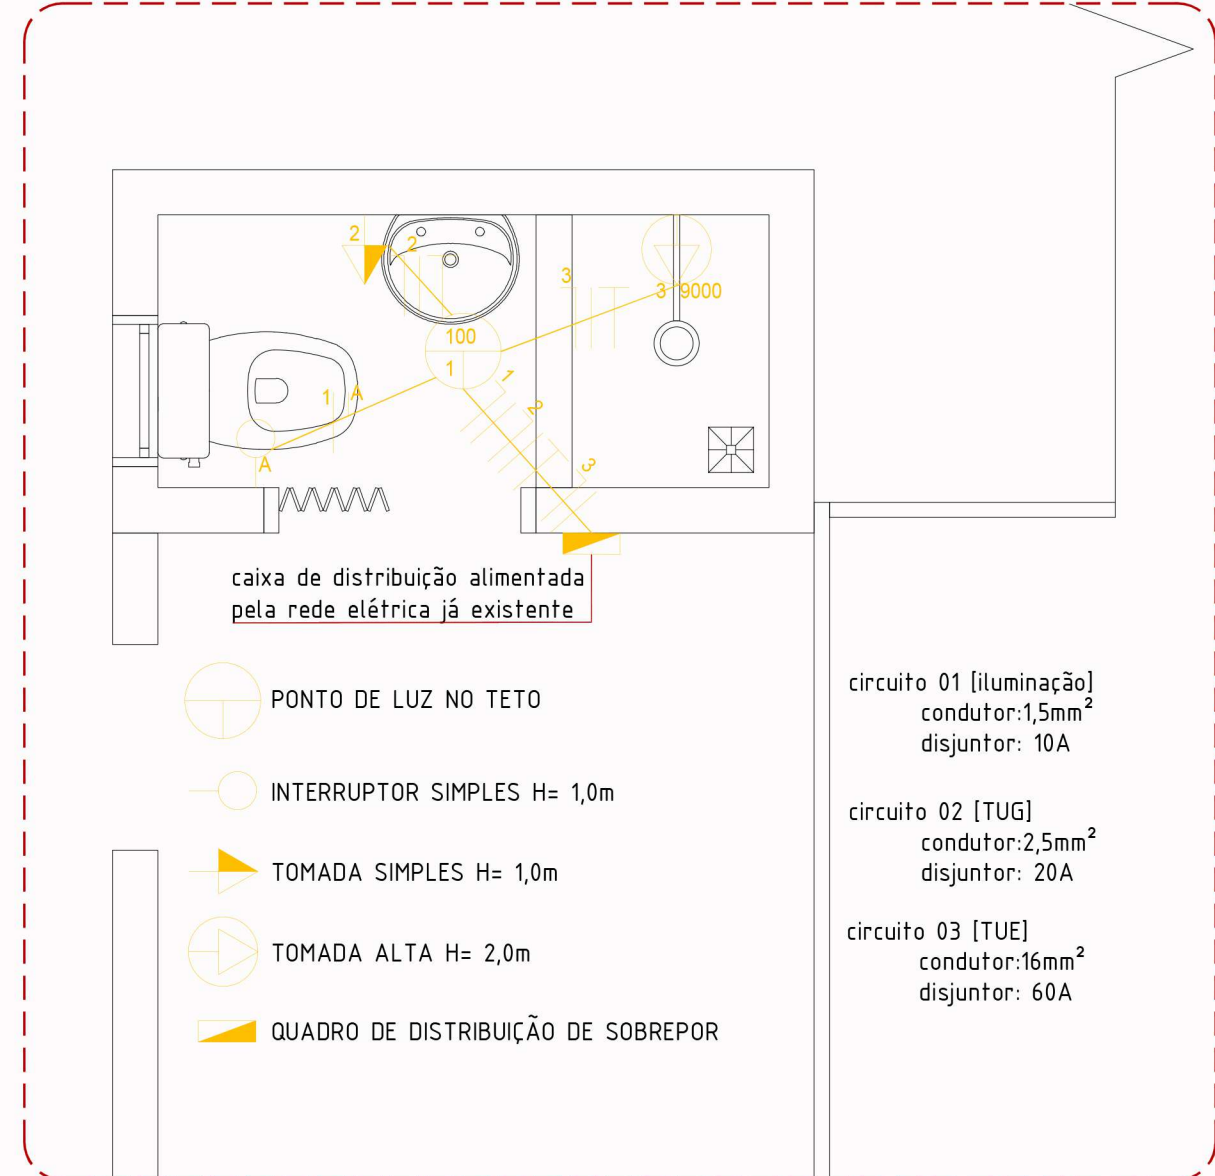 2
2
3
3 9000
100
1
1
A
A
1
2
3
caixa de distribuição alimentada
pela rede elétrica já existente
PONTO DE LUZ NO TETO
INTERRUPTOR SIMPLES H= 1,0m
TOMADA SIMPLES H= 1,0m
TOMADA ALTA H= 2,0m
QUADRO DE DISTRIBUIÇÃO DE SOBREPOR
circuito 01 [iluminação]
condutor:1,5mm²
disjuntor: 10A
circuito 02 [TUG]
condutor:2,5mm²
disjuntor: 20A
circuito 03 [TUE]
condutor:16mm²
disjuntor: 60A